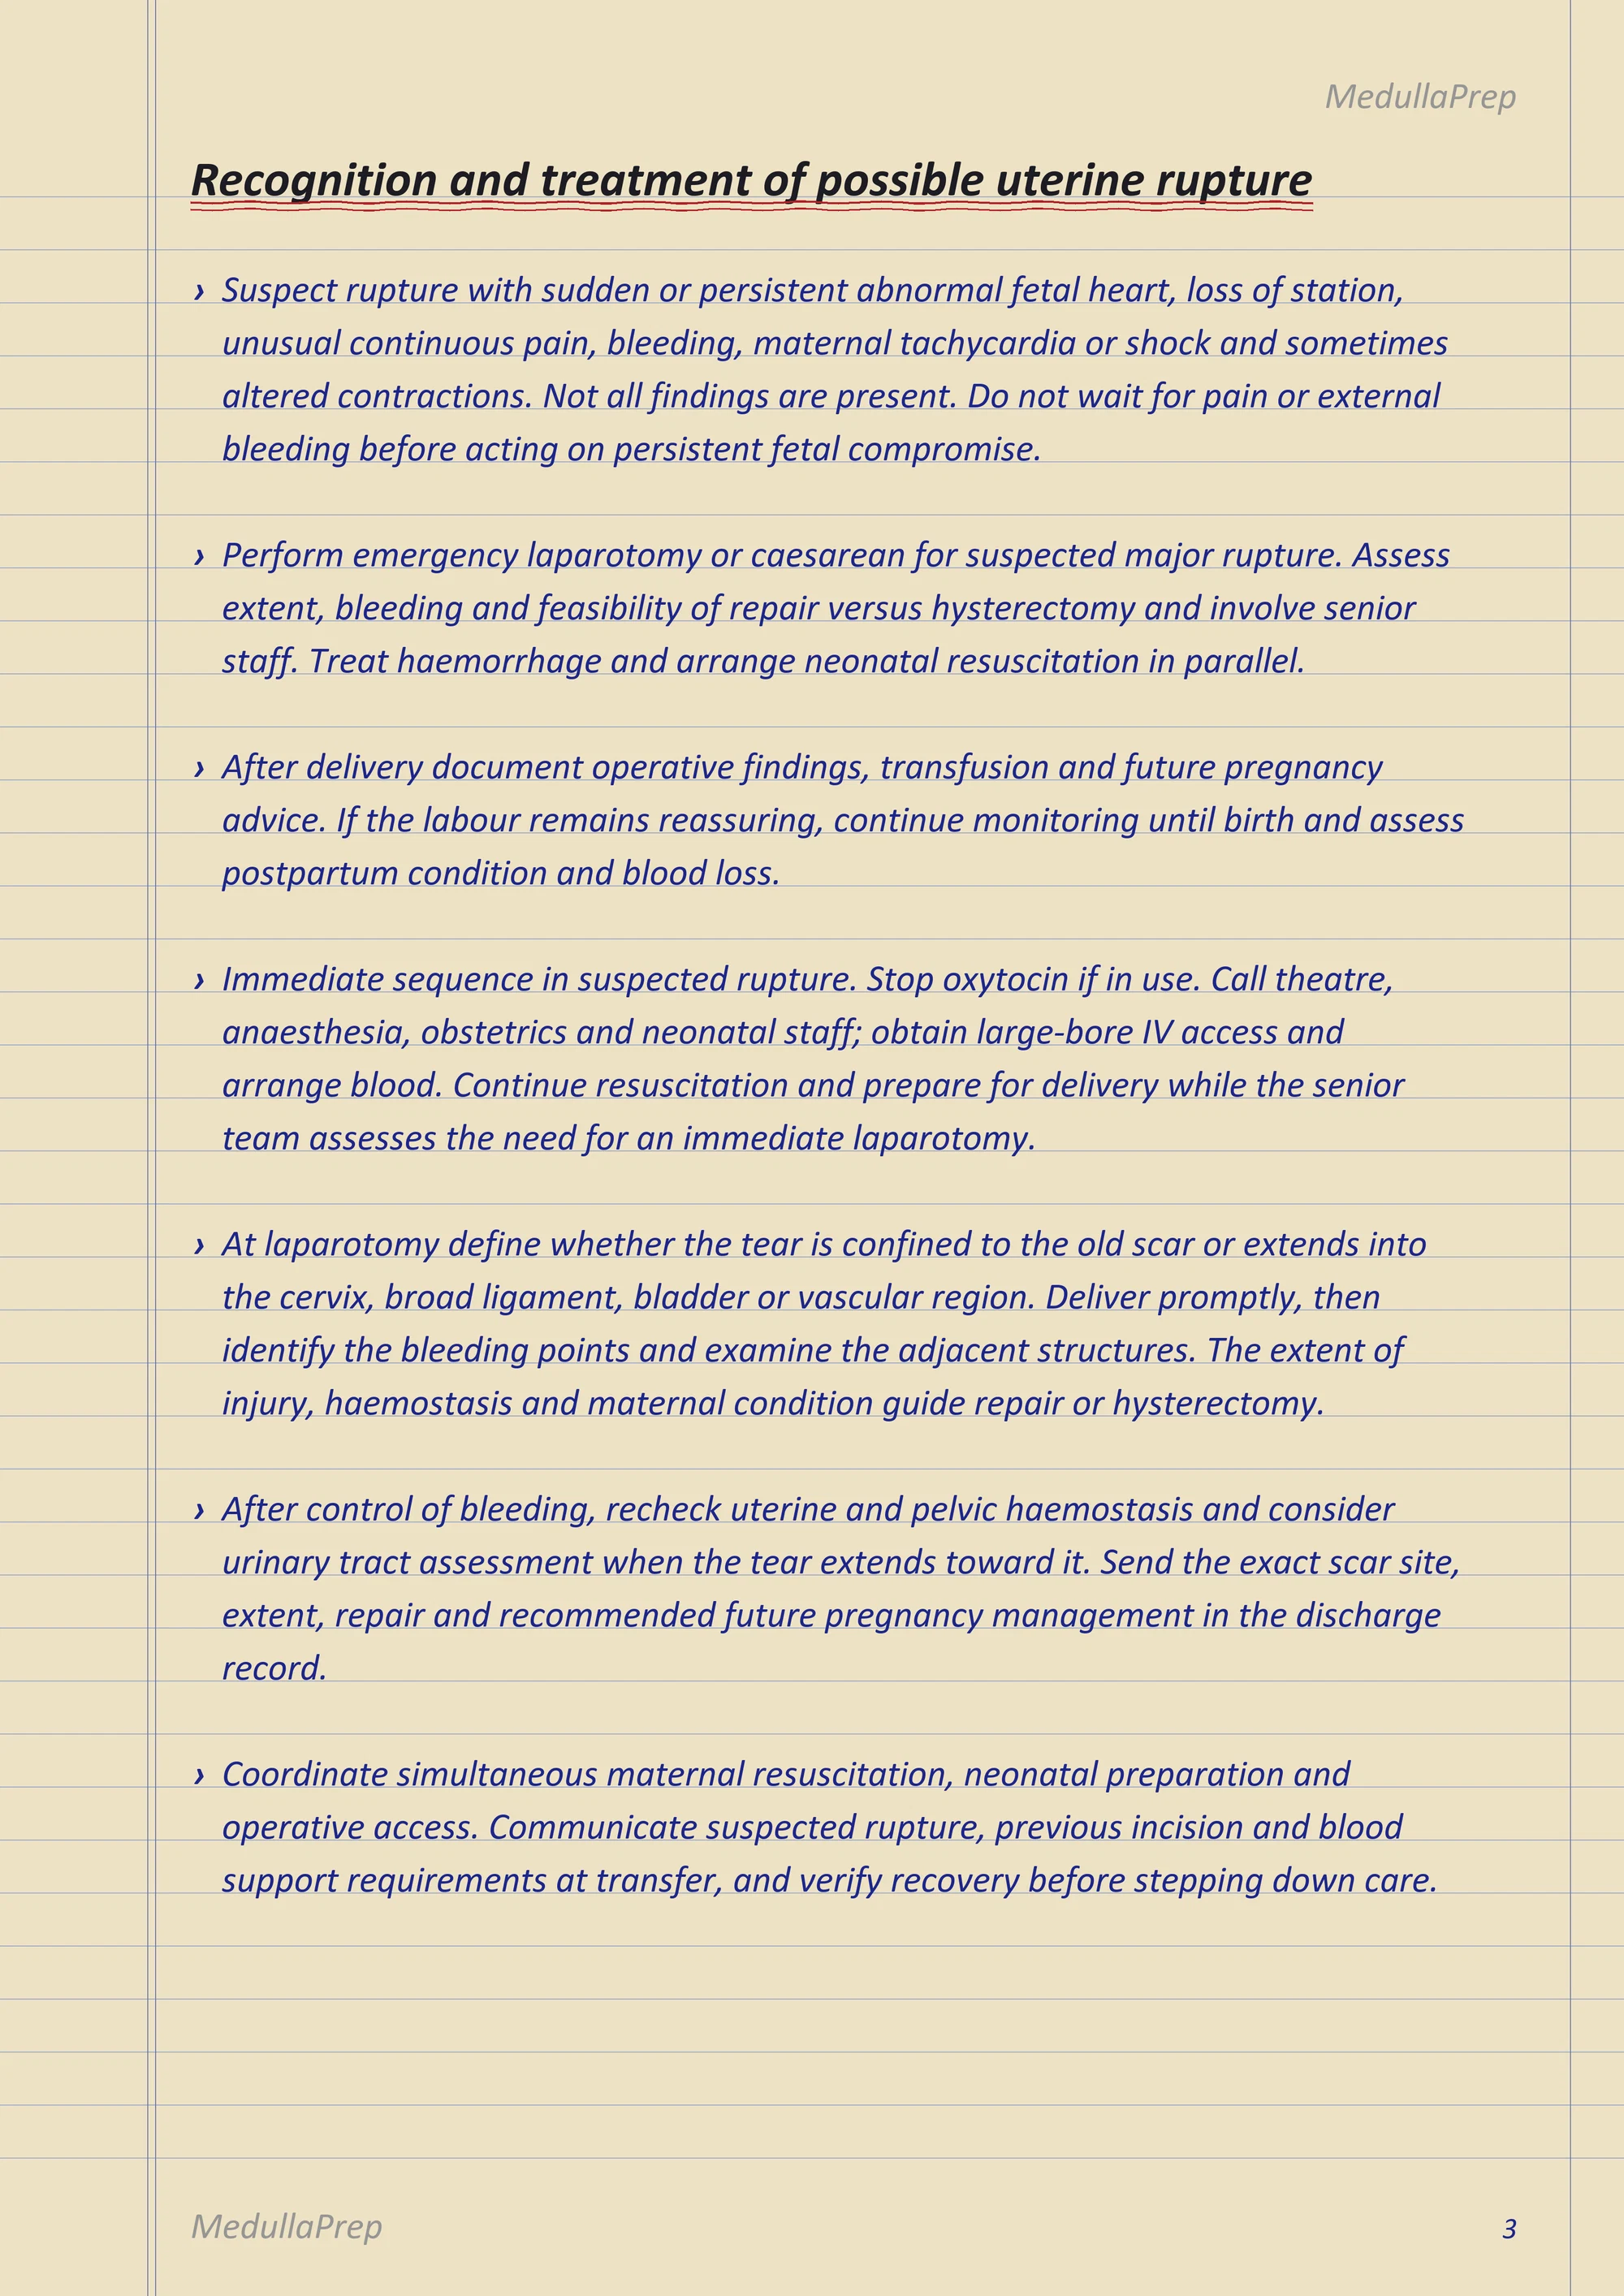 MedullaPrep
Recognition and treatment of possible uterine rupture
› Suspect rupture with sudden or persistent abnormal fetal heart, loss of station,
unusual continuous pain, bleeding, maternal tachycardia or shock and sometimes
altered contractions. Not all findings are present. Do not wait for pain or external
bleeding before acting on persistent fetal compromise.
› Perform emergency laparotomy or caesarean for suspected major rupture. Assess
extent, bleeding and feasibility of repair versus hysterectomy and involve senior
staff. Treat haemorrhage and arrange neonatal resuscitation in parallel.
› After delivery document operative findings, transfusion and future pregnancy
advice. If the labour remains reassuring, continue monitoring until birth and assess
postpartum condition and blood loss.
› Immediate sequence in suspected rupture. Stop oxytocin if in use. Call theatre,
anaesthesia, obstetrics and neonatal staff; obtain large-bore IV access and
arrange blood. Continue resuscitation and prepare for delivery while the senior
team assesses the need for an immediate laparotomy.
› At laparotomy define whether the tear is confined to the old scar or extends into
the cervix, broad ligament, bladder or vascular region. Deliver promptly, then
identify the bleeding points and examine the adjacent structures. The extent of
injury, haemostasis and maternal condition guide repair or hysterectomy.
› After control of bleeding, recheck uterine and pelvic haemostasis and consider
urinary tract assessment when the tear extends toward it. Send the exact scar site,
extent, repair and recommended future pregnancy management in the discharge
record.
› Coordinate simultaneous maternal resuscitation, neonatal preparation and
operative access. Communicate suspected rupture, previous incision and blood
support requirements at transfer, and verify recovery before stepping down care.
MedullaPrep
3